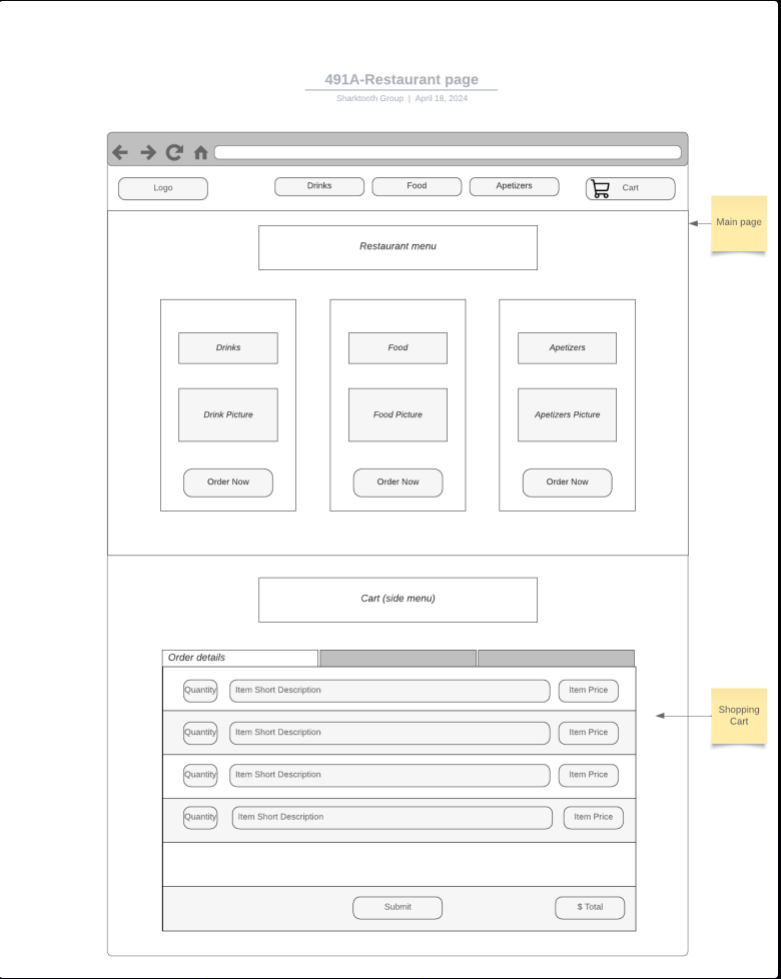 491A-Restaurant page
Sharktooth Group | April 18, 2024
Logo
Drinks
Food
Apetizers
Cart
Main page
Restaurant menu
Drinks
Food
Apetizers
Drink Picture
Food Picture
Apetizers Picture
Order Now
Order Now
Order Now
Cart (side menu)
Order details
Quantity
Item Short Description
Item Price
Shopping
Cart
Quantity
Item Short Description
Item Price
Quantity
Item Short Description
Item Price
Quantity
Item Short Description
Item Price
Submit
$ Total